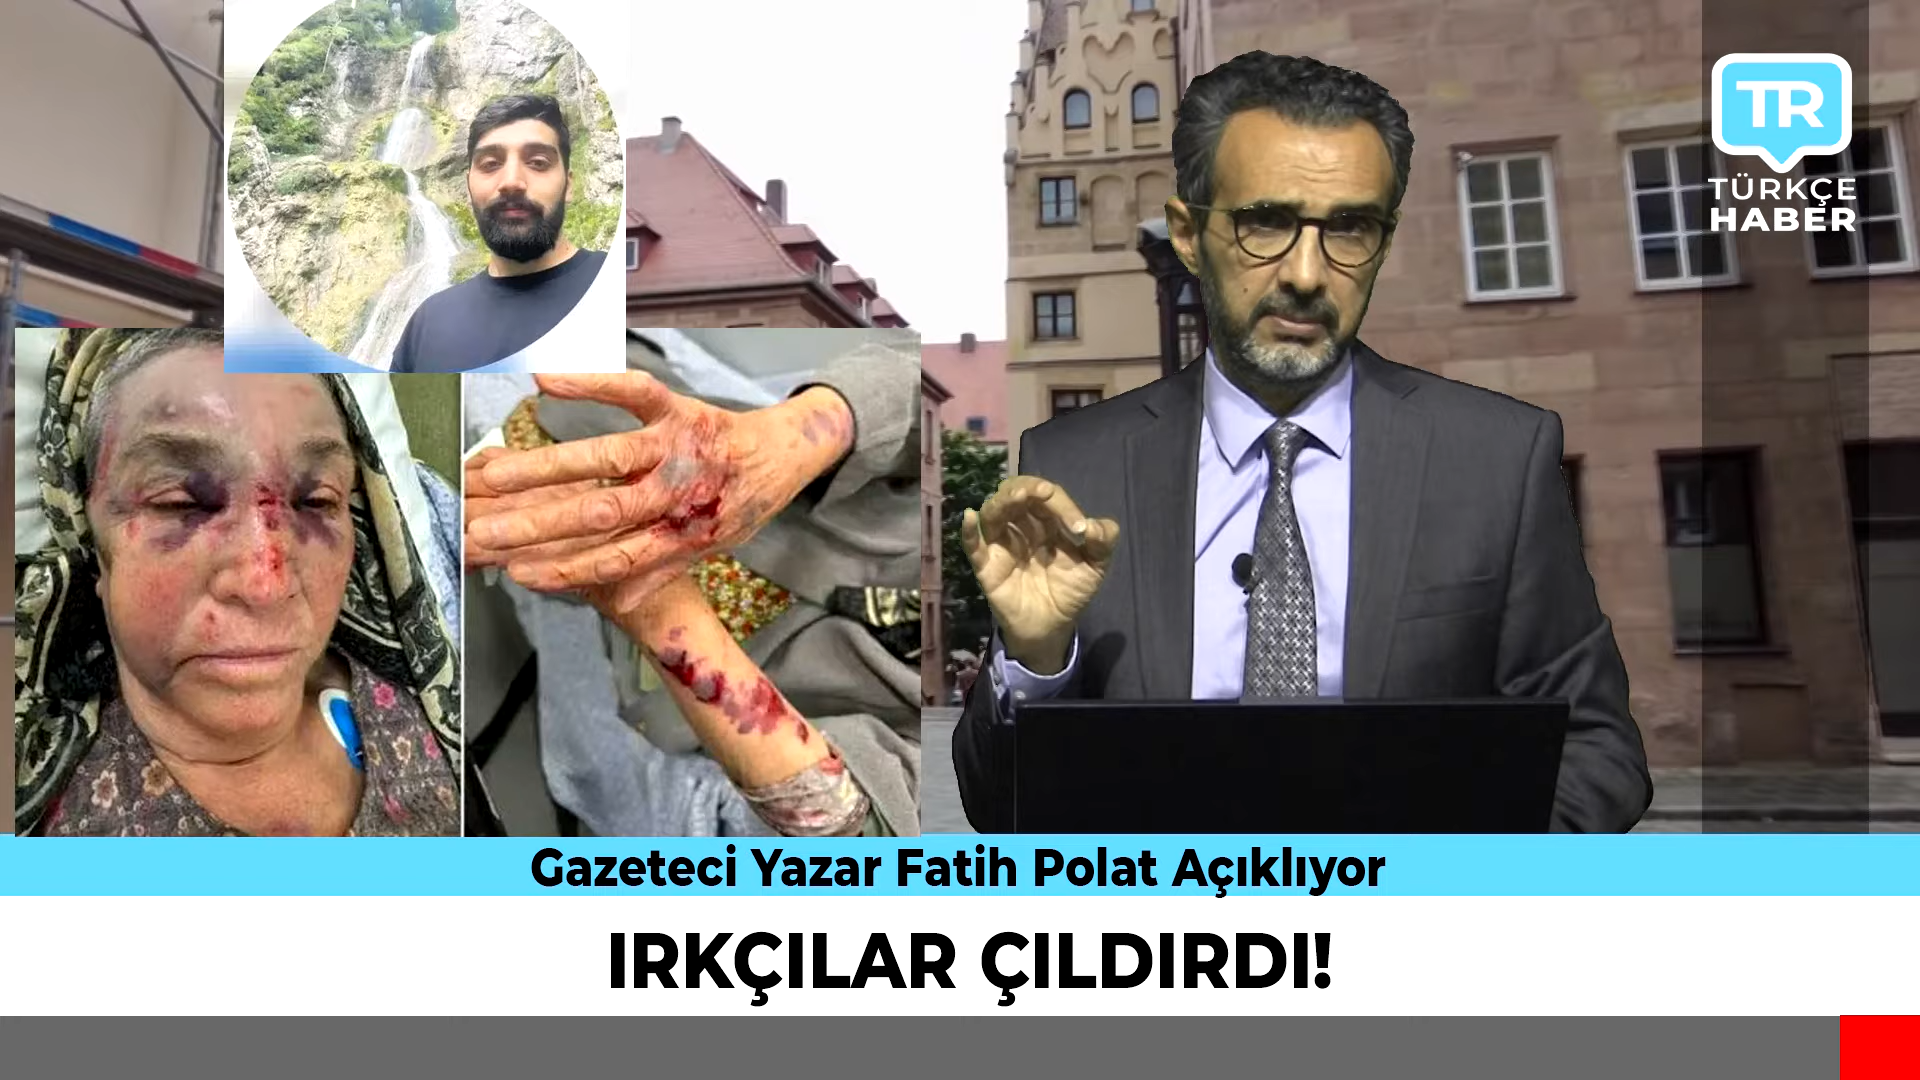 TR
TÜRKÇE
HABER
Gazeteci Yazar Fatih Polat Açıklıyor
IRKÇILAR ÇILDIRDI!